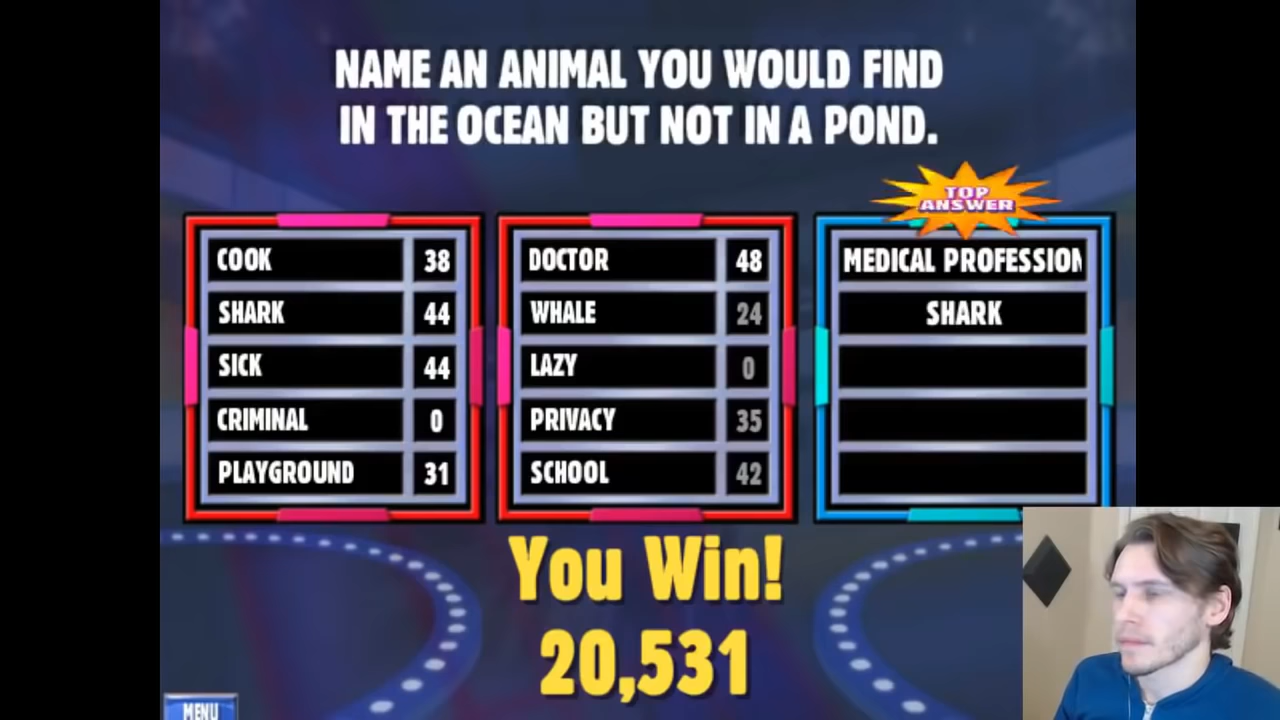 NAME AN ANIMAL YOU WOULD FIND
IN THE OCEAN BUT NOT IN A POND.
TOP
ANSWER
COOK 38
SHARK 44
SICK 44
CRIMINAL 0
PLAYGROUND 31
DOCTOR 48
WHALE 24
LAZY 0
PRIVACY 35
SCHOOL 42
MEDICAL PROFESSION
SHARK
You Win!
20,531
MENU